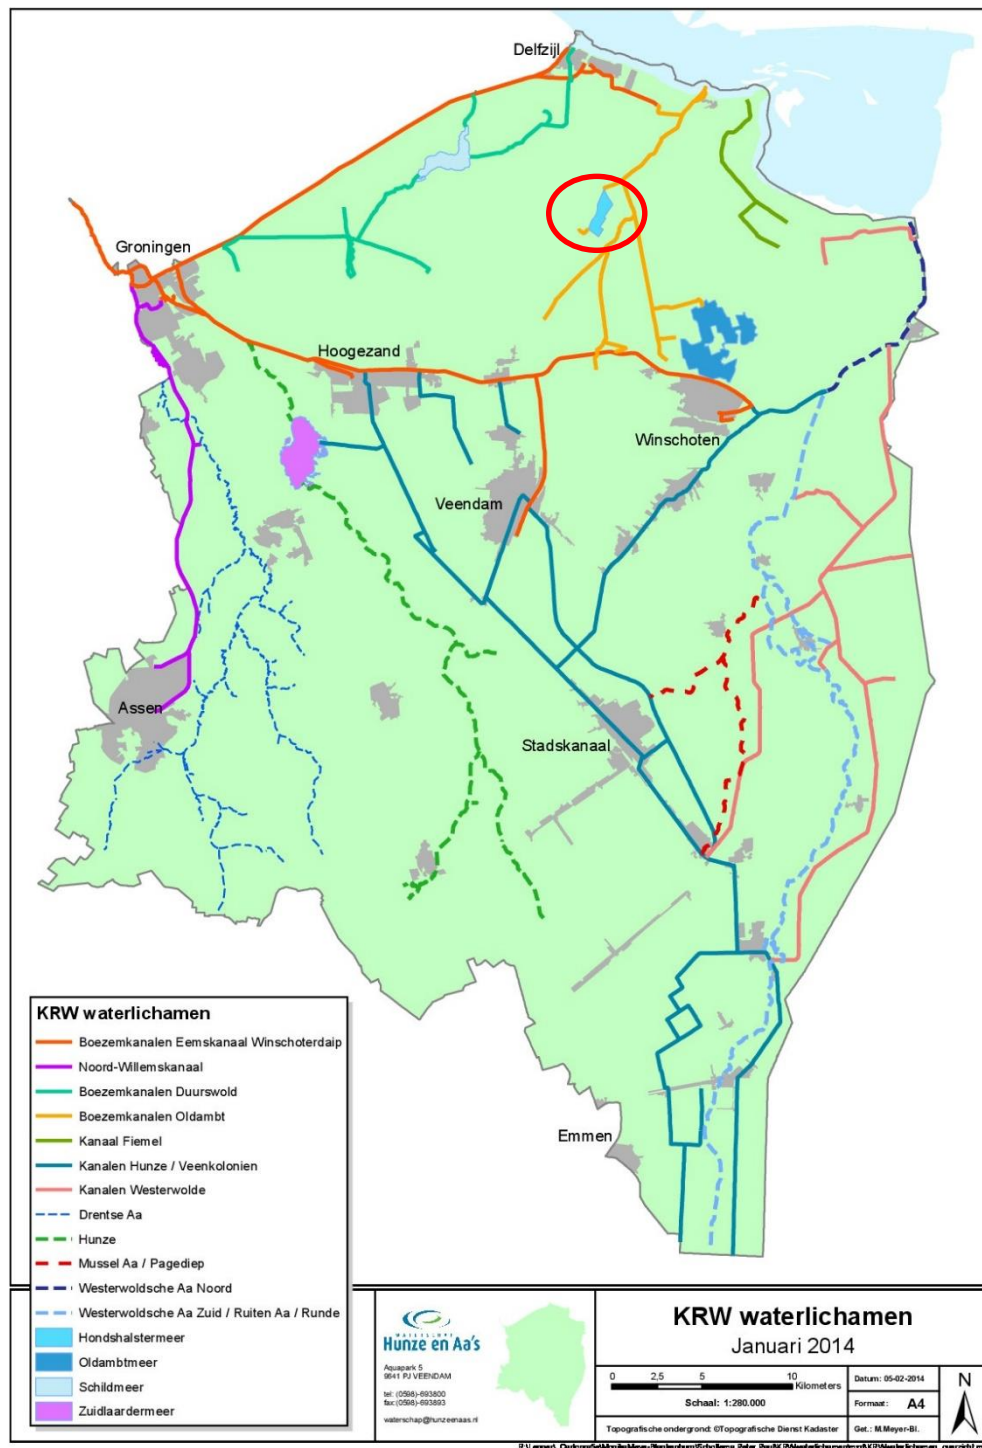 Delfzijl
Groningen
Hoogezand
Winschoten
Veendam
Assen
Stadskanaal
Emmen
KRW waterlichamen
Boezemkanalen Eemskanaal Winschoterdaip
Noord-Willemskanaal
Boezemkanalen Duurswold
Boezemkanalen Oldambt
Kanaal Fiemel
Kanalen Hunze / Veenkolonien
Kanalen Westerwolde
Drentse Aa
Hunze
Mussel Aa / Pagediep
Westerwoldsche Aa Noord
Westerwoldsche Aa Zuid / Ruiten Aa / Runde
Hondshalstermeer
Oldambtmeer
Schildmeer
Zuidlaardermeer
WATERSCHAP
Hunze en Aa's
Aquapark 5
9641 PJ VEENDAM
tel: (0598)-693800
fax:(0598)-693893
waterschap@hunzeenaas.nl
KRW waterlichamen
Januari 2014
0 2,5 5 10
Kilometers
Schaal: 1:280.000
Topografische ondergrond: ©Topografische Dienst Kadaster
Datum: 05-02-2014
Formaat: A4
Get.: M.Meyer-Bl.
N